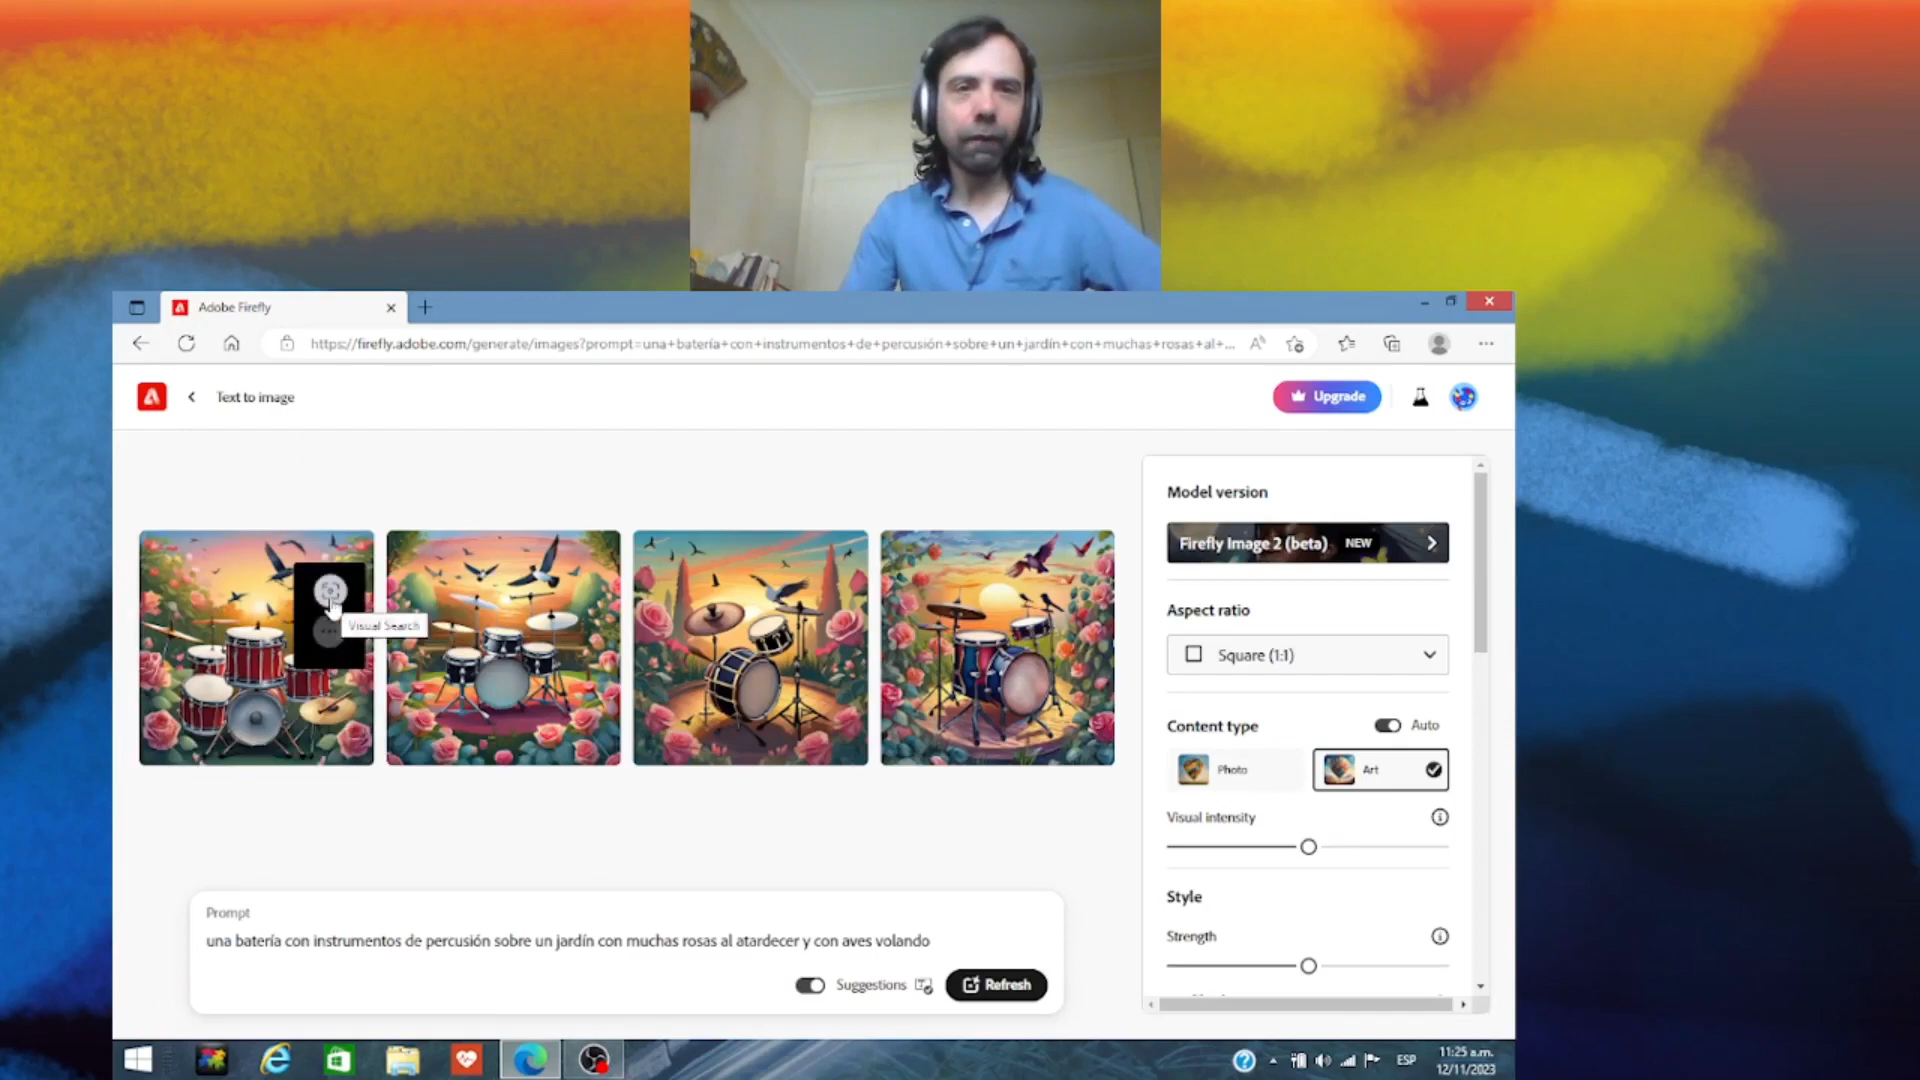 Adobe Firefly
https://firefly.adobe.com/generate/images?prompt=una+batería+con+instrumentos+de+percusión+sobre+un+jardín+con+muchas+rosas+al+...
Text to image
Upgrade
Visual Search
Model version
Firefly Image 2 (beta) NEW
Aspect ratio
Square (1:1)
Content type
Auto
Photo
Art
Visual intensity
Style
Strength
Prompt
una batería con instrumentos de percusión sobre un jardín con muchas rosas al atardecer y con aves volando
Suggestions
Refresh
ESP
11:25 a.m.
12/11/2023